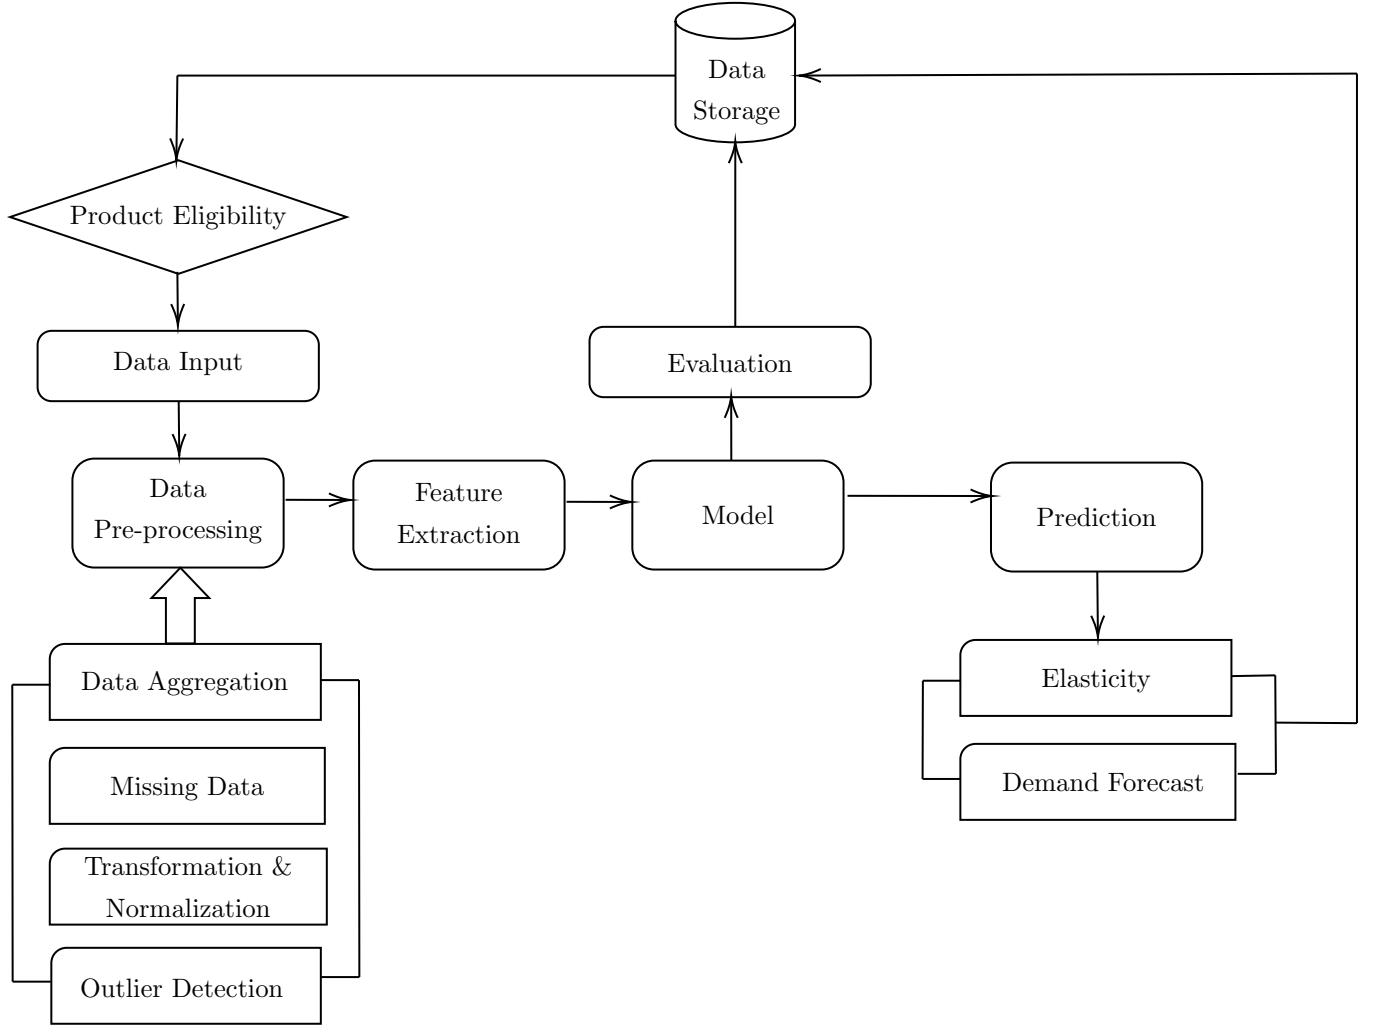 Data
Storage
Product Eligibility
Data Input
Evaluation
Data
Pre-processing
Feature
Extraction
Model
Prediction
Data Aggregation
Missing Data
Transformation &
Normalization
Outlier Detection
Elasticity
Demand Forecast